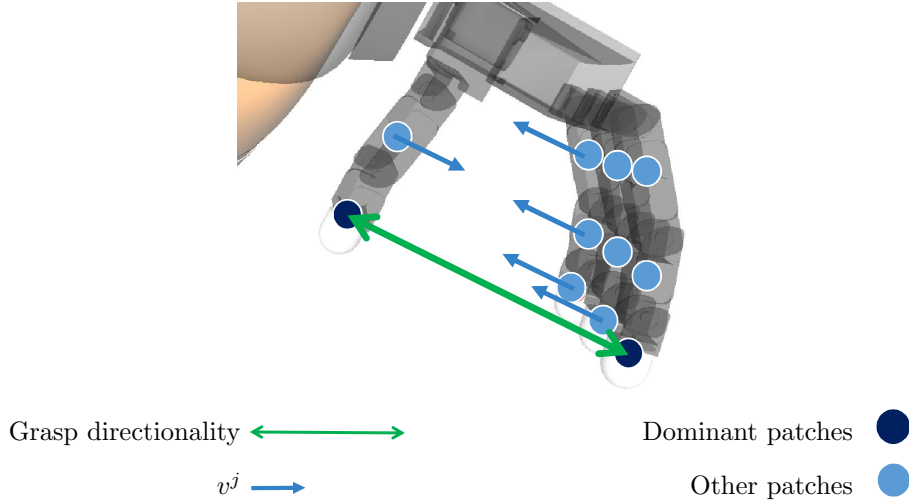 Grasp directionality
Dominant patches
v^j
Other patches